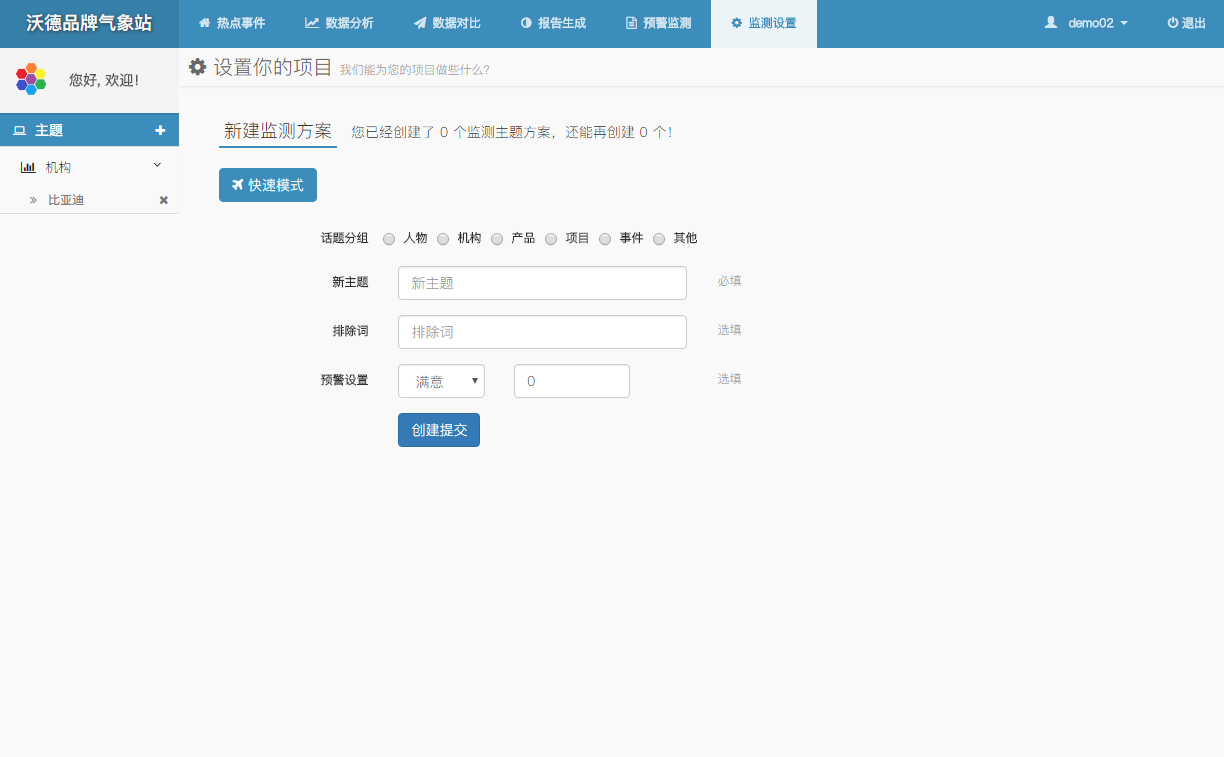 沃德品牌气象站
热点事件 数据分析 数据对比 报告生成 预警监测 监测设置 demo02 退出
您好, 欢迎!
主题
机构
比亚迪
设置你的项目 我们能为您的项目做些什么?
新建监测方案 您已经创建了 0 个监测主题方案，还能再创建 0 个!
快速模式
话题分组 人物 机构 产品 项目 事件 其他
新主题 新主题 必填
排除词 排除词 选填
预警设置 满意 0 选填
创建提交